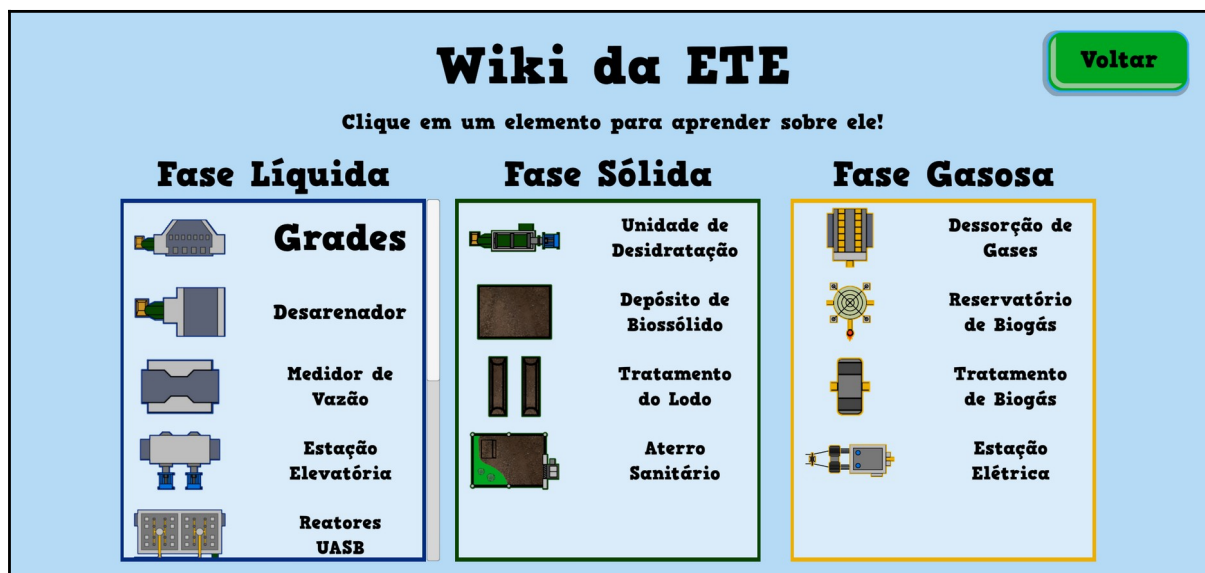 Wiki da ETE
Voltar
Clique em um elemento para aprender sobre ele!
Fase Líquida
Grades
Desarenador
Medidor de
Vazão
Estação
Elevatória
Reatores
UASB
Fase Sólida
Unidade de
Desidratação
Depósito de
Biossólido
Tratamento
do Lodo
Aterro
Sanitário
Fase Gasosa
Dessorção de
Gases
Reservatório
de Biogás
Tratamento
de Biogás
Estação
Elétrica